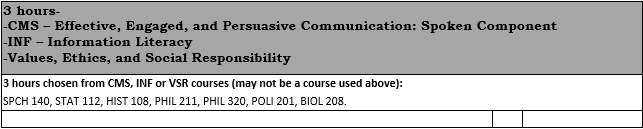 3 hours-
-CMS – Effective, Engaged, and Persuasive Communication: Spoken Component
-INF – Information Literacy
-Values, Ethics, and Social Responsibility
3 hours chosen from CMS, INF or VSR courses (may not be a course used above):
SPCH 140, STAT 112, HIST 108, PHIL 211, PHIL 320, POLI 201, BIOL 208.